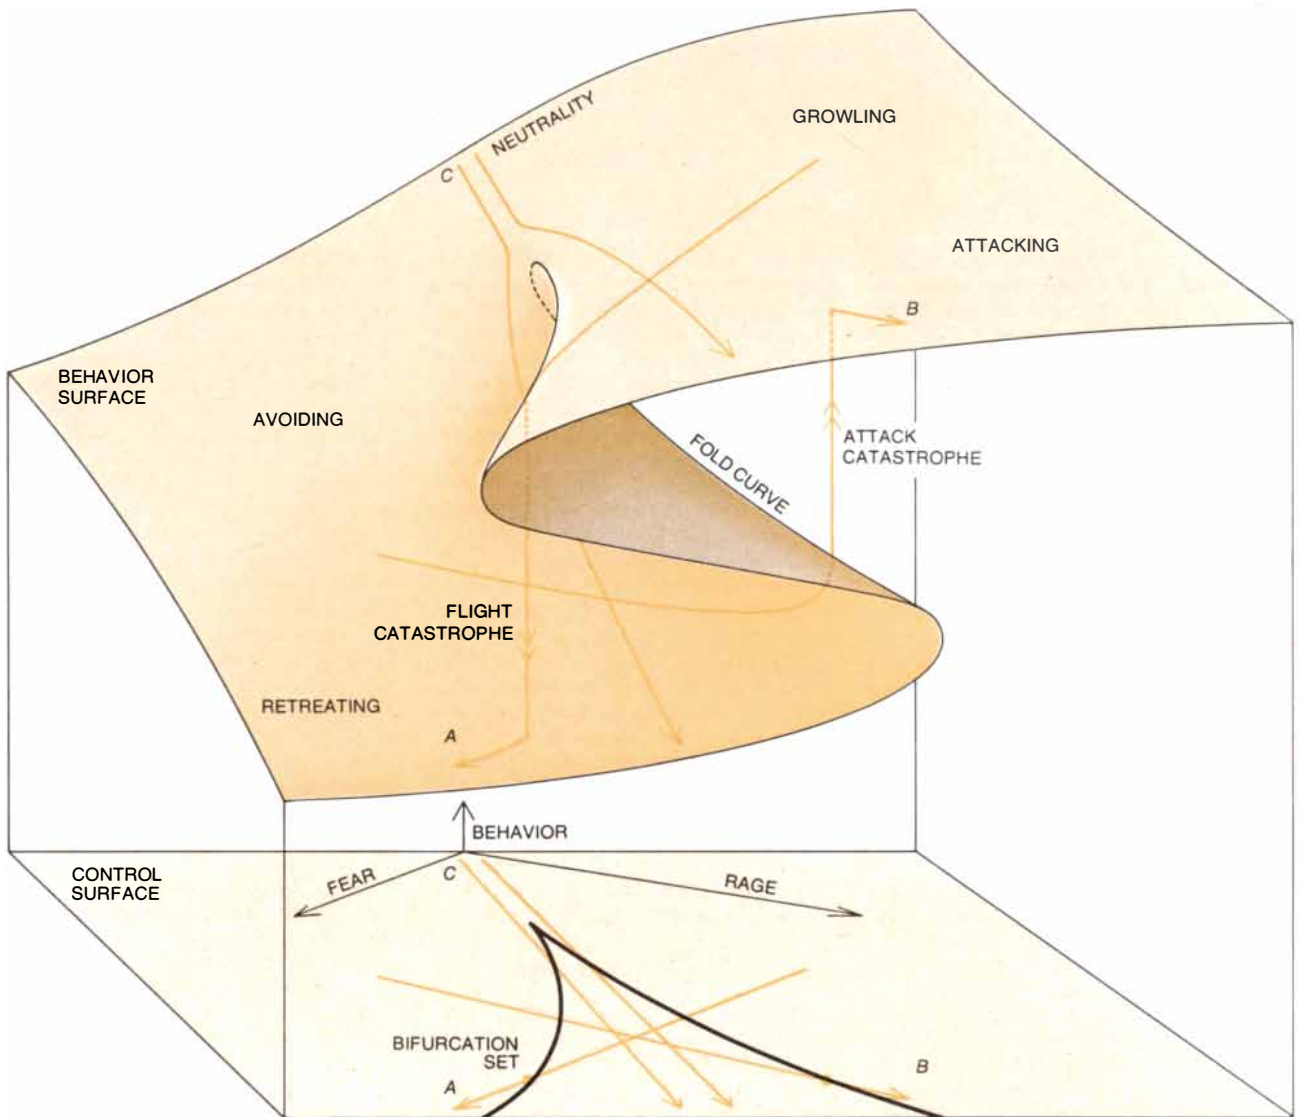 NEUTRALITY
GROWLING
C
ATTACKING
B
BEHAVIOR
SURFACE
AVOIDING
ATTACK
CATASTROPHE
FOLD CURVE
FLIGHT
CATASTROPHE
RETREATING
A
BEHAVIOR
CONTROL
SURFACE
FEAR
C
RAGE
BIFURCATION
SET
A
B